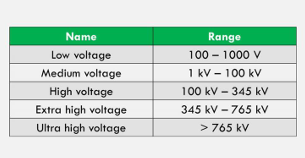 Name Range
Low voltage 100 – 1000 V
Medium voltage 1 kV – 100 kV
High voltage 100 kV – 345 kV
Extra high voltage 345 kV – 765 kV
Ultra high voltage > 765 kV